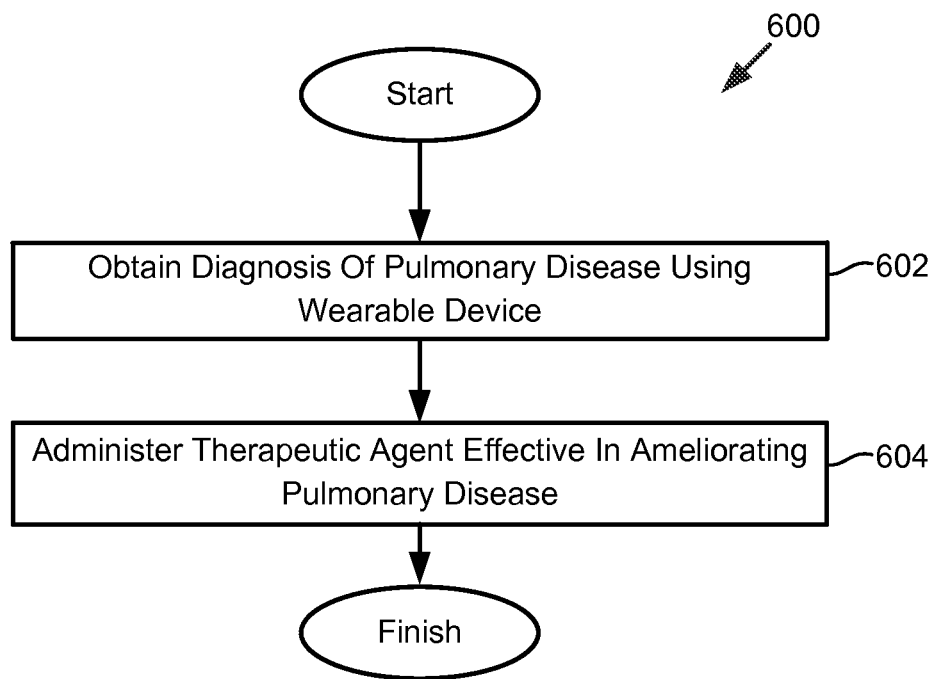 600
Start
Obtain Diagnosis Of Pulmonary Disease Using
Wearable Device
602
Administer Therapeutic Agent Effective In Ameliorating
Pulmonary Disease
604
Finish